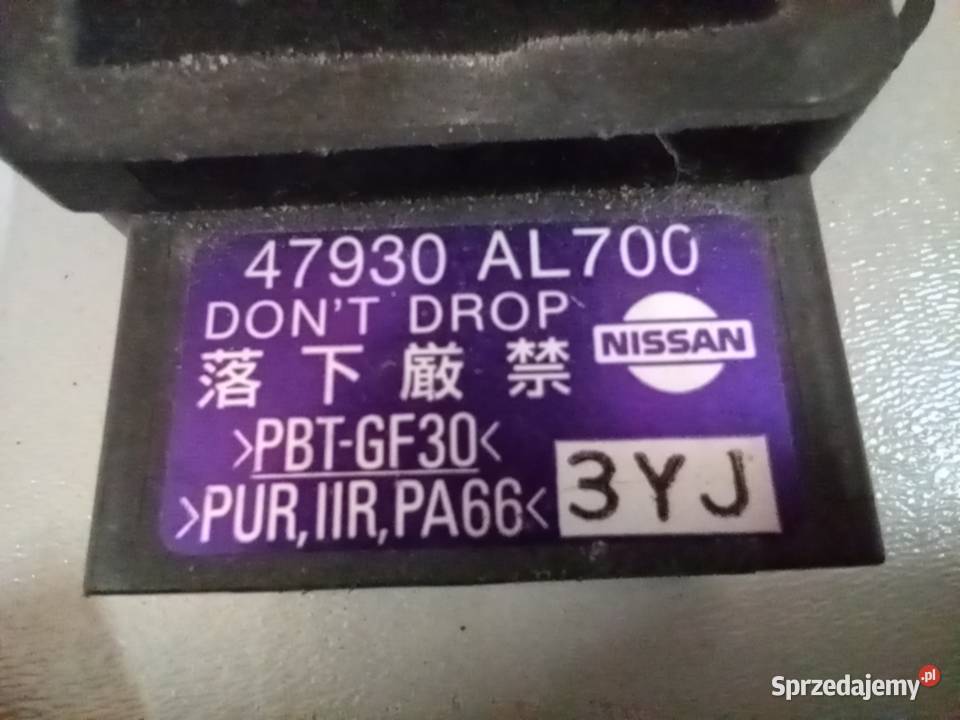 47930 AL700
DON'T DROP
NISSAN
落下厳禁
>PBT-GF30<
>PUR,IIR,PA66<
3YJ
Sprzedajemy.pl